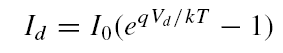 I_d = I_0(e^{qV_d/kT} − 1)